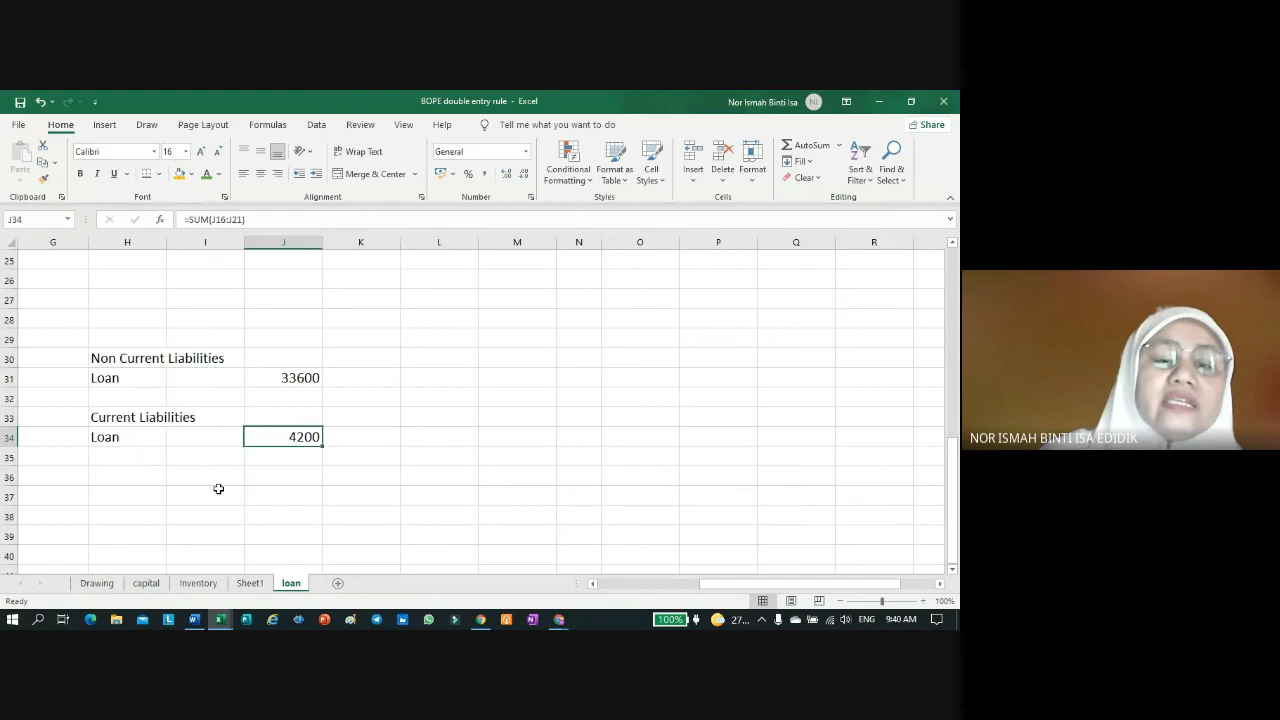 BOPE double entry rule - Excel
Nor Ismah Binti Isa
NI
File Home Insert Draw Page Layout Formulas Data Review View Help Tell me what you want to do
Share
Paste
Calibri 16
Wrap Text
General
Conditional Formatting
Format as Table
Cell Styles
Insert
Delete
Format
AutoSum
Fill
Clear
Sort & Filter
Find & Select
B I U
Merge & Center
Clipboard Font Alignment Number Styles Cells Editing
J34 fx =SUM(J16:J21)
G H I J K L M N O P Q R
25
26
27
28
29
30 Non Current Liabilities
31 Loan 33600
32
33 Current Liabilities
34 Loan 4200
35
36
37
38
39
40
NOR ISMAH BINTI ISA EDIDIK
Drawing capital Inventory Sheet1 loan
Ready
100%
100% 27... ENG 9:40 AM